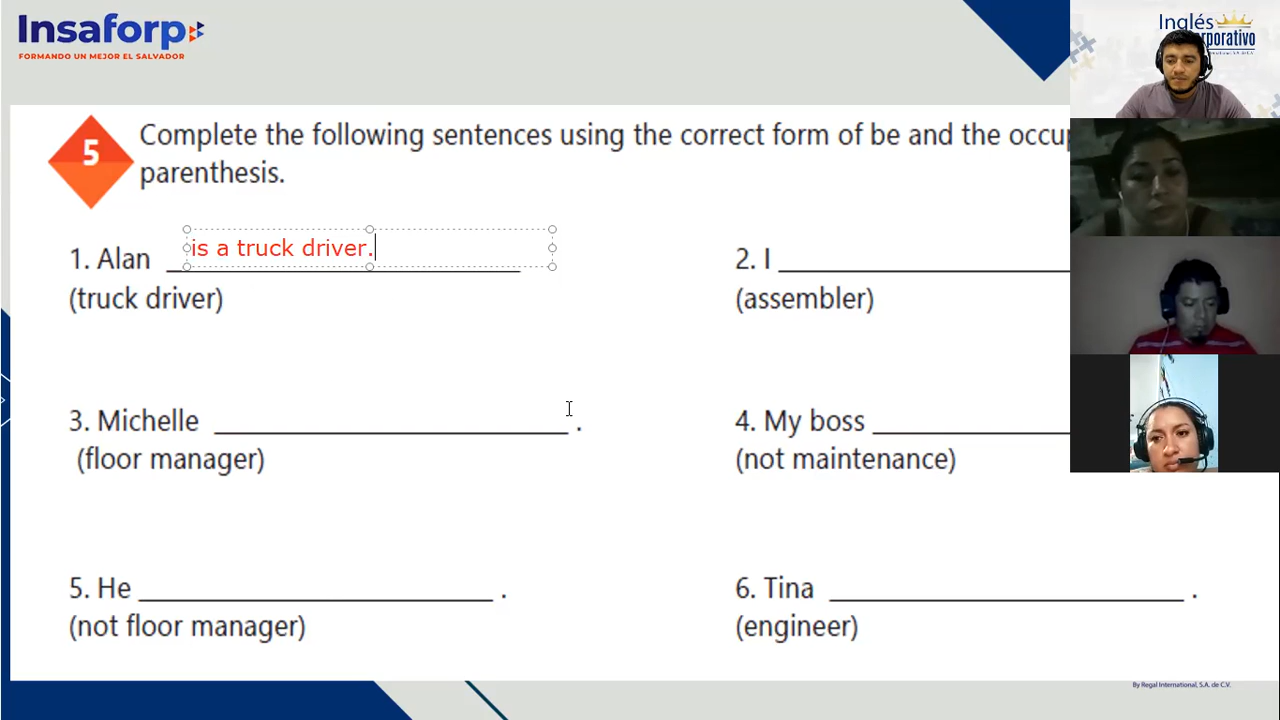 Insaforp
FORMANDO UN MEJOR EL SALVADOR
Inglés
5
Complete the following sentences using the correct form of be and the
parenthesis.
1. Alan is a truck driver.
(truck driver)
2. I
(assembler)
3. Michelle .
(floor manager)
4. My boss
(not maintenance)
5. He .
(not floor manager)
6. Tina .
(engineer)
By Regal International, S.A. de C.V.